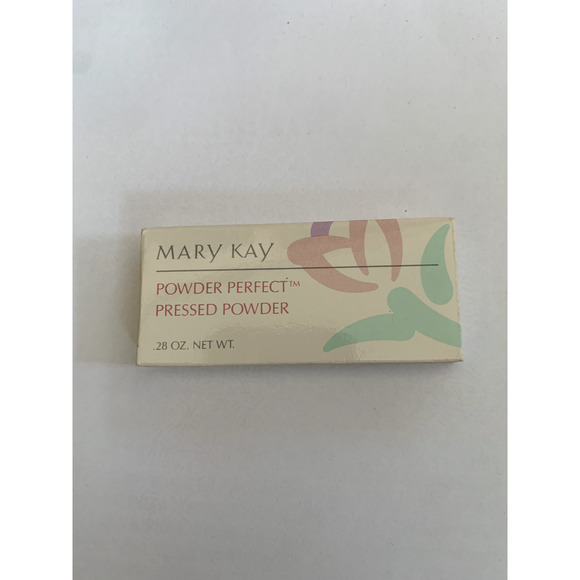 MARY KAY
POWDER PERFECT™
PRESSED POWDER
.28 OZ. NET WT.